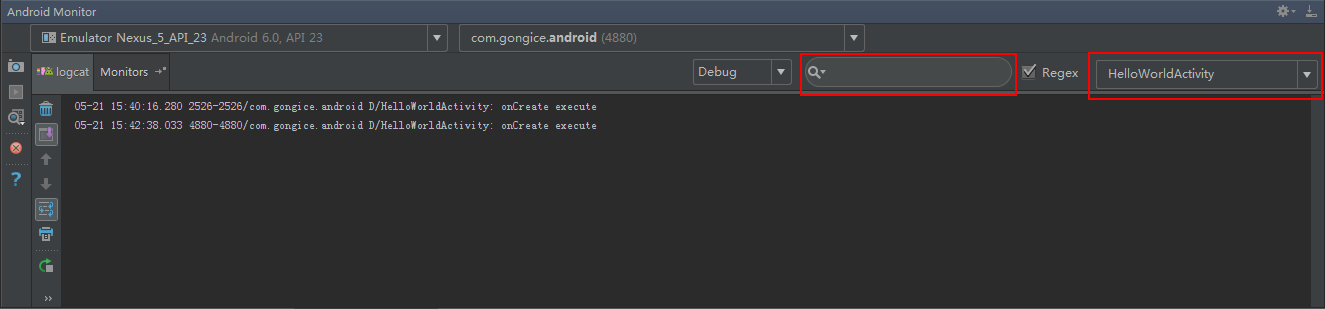 Android Monitor
Emulator Nexus_5_API_23 Android 6.0, API 23
com.gongice.android (4880)
logcat
Monitors
Debug
Regex
HelloWorldActivity
05-21 15:40:16.280 2526-2526/com.gongice.android D/HelloWorldActivity: onCreate execute
05-21 15:42:38.033 4880-4880/com.gongice.android D/HelloWorldActivity: onCreate execute